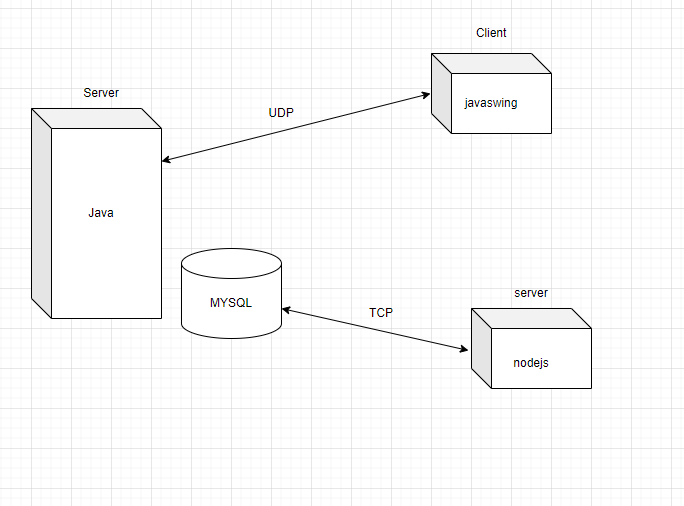 Client
Server
javaswing
UDP
Java
server
MYSQL
TCP
nodejs